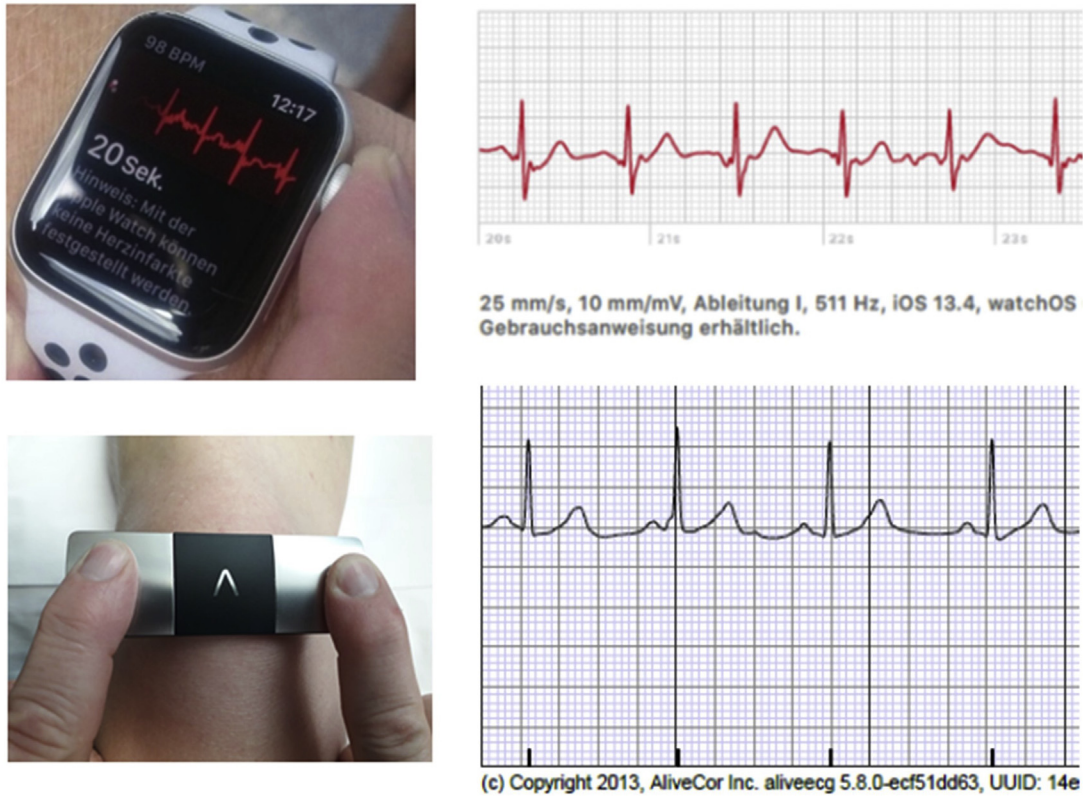 98 BPM
12:17
20 Sek.
Hinweis: Mit der
Apple Watch können
keine Herzinfarkte
festgestellt werden.
20s 21s 22s 23s
25 mm/s, 10 mm/mV, Ableitung I, 511 Hz, iOS 13.4, watchOS
Gebrauchsanweisung erhältlich.
(c) Copyright 2013, AliveCor Inc. aliveecg 5.8.0-ecf51dd63, UUID: 14e